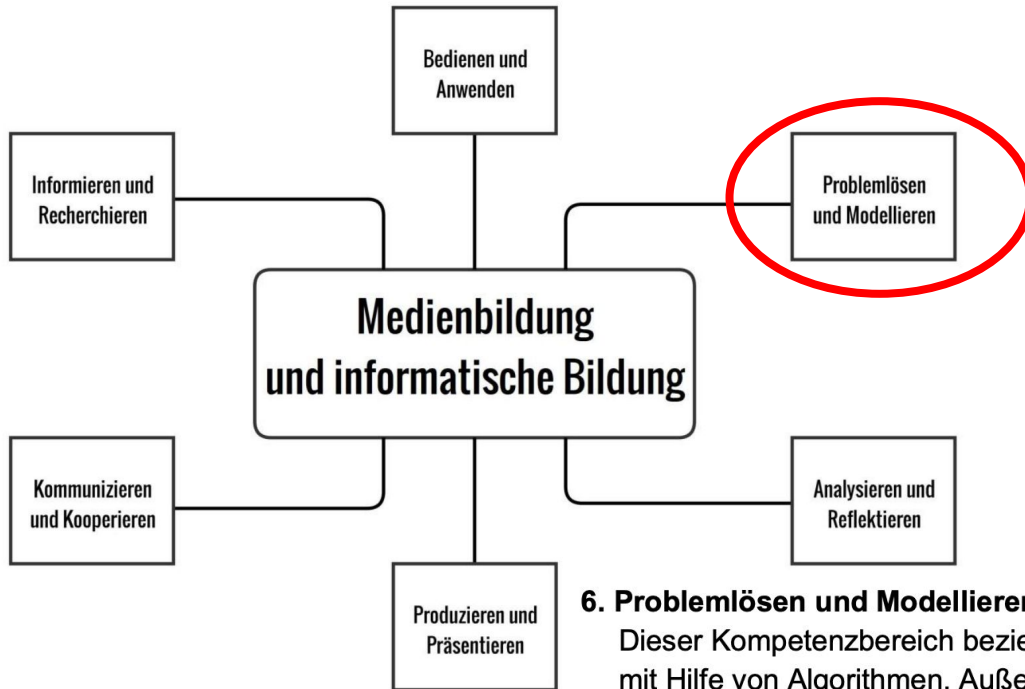 Bedienen und
Anwenden
Informieren und
Recherchieren
Problemlösen
und Modellieren
Medienbildung
und informatische Bildung
Kommunizieren
und Kooperieren
Analysieren und
Reflektieren
Produzieren und
Präsentieren
6. Problemlösen und Modellieren
Dieser Kompetenzbereich bezie
mit Hilfe von Algorithmen. Auße